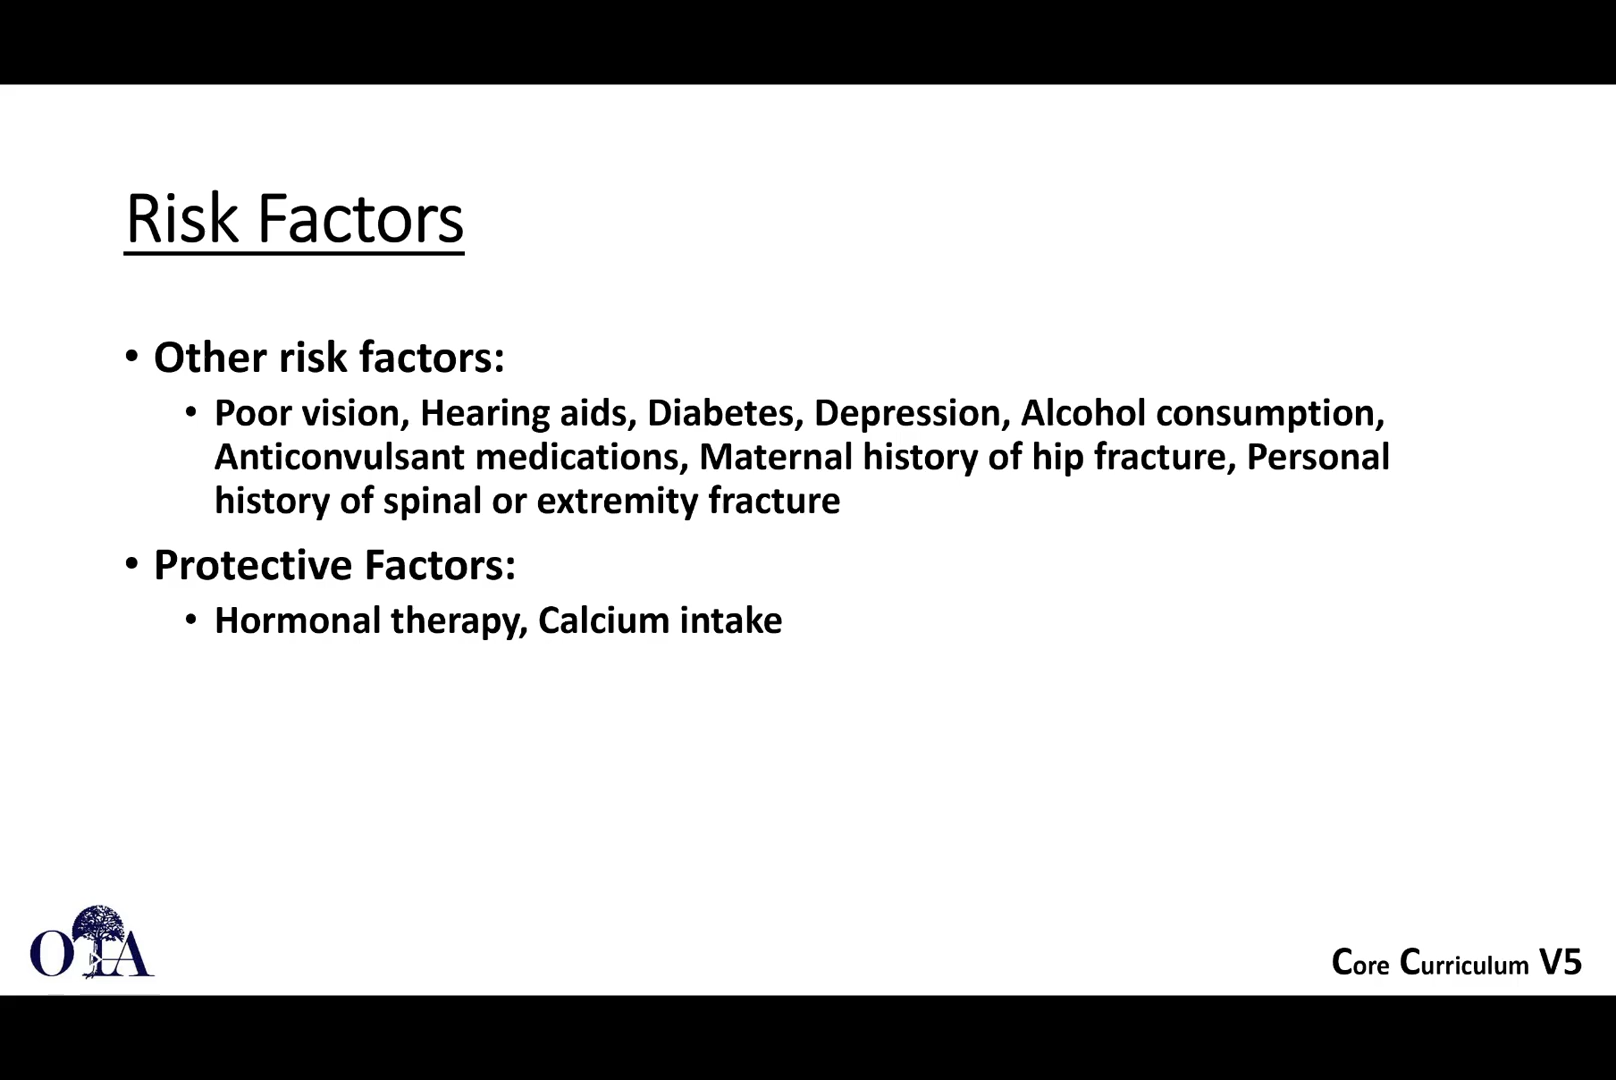 Risk Factors
• Other risk factors:
• Poor vision, Hearing aids, Diabetes, Depression, Alcohol consumption,
Anticonvulsant medications, Maternal history of hip fracture, Personal
history of spinal or extremity fracture
• Protective Factors:
• Hormonal therapy, Calcium intake
OTA
Core Curriculum V5